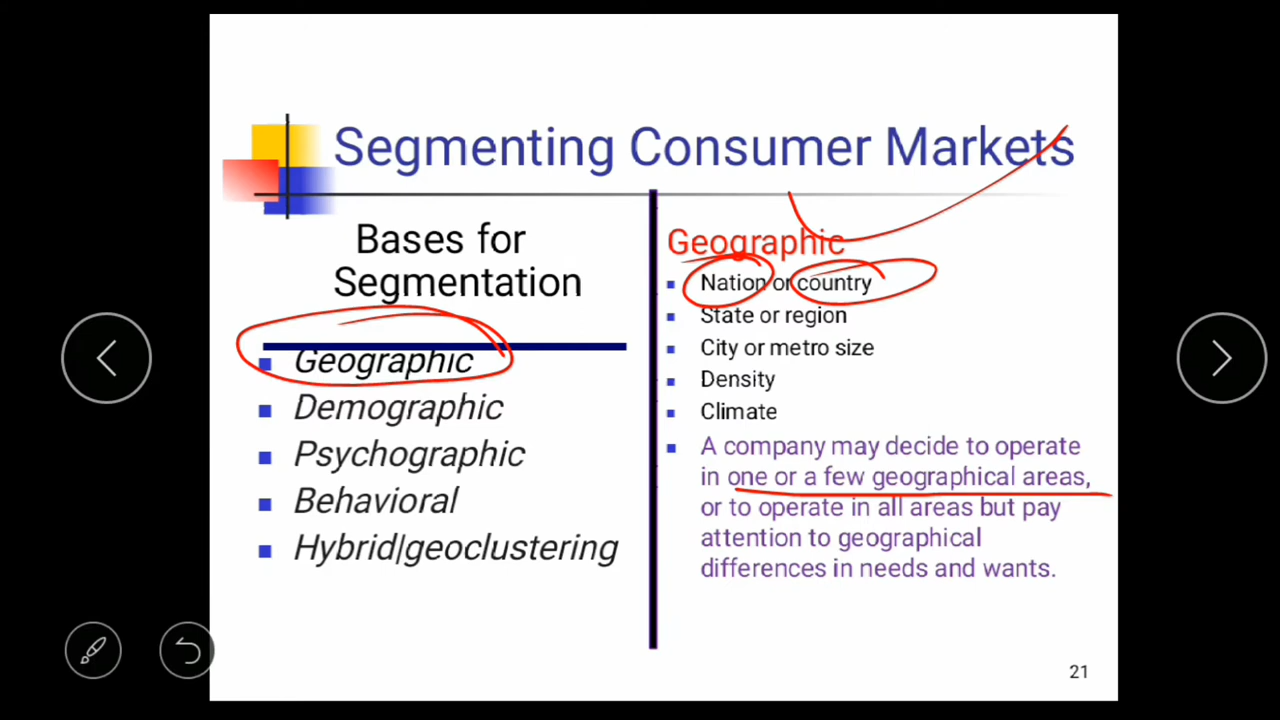 Segmenting Consumer Markets
Bases for
Segmentation
Geographic
Demographic
Psychographic
Behavioral
Hybrid|geoclustering
Geographic
Nation or country
State or region
City or metro size
Density
Climate
A company may decide to operate
in one or a few geographical areas,
or to operate in all areas but pay
attention to geographical
differences in needs and wants.
21